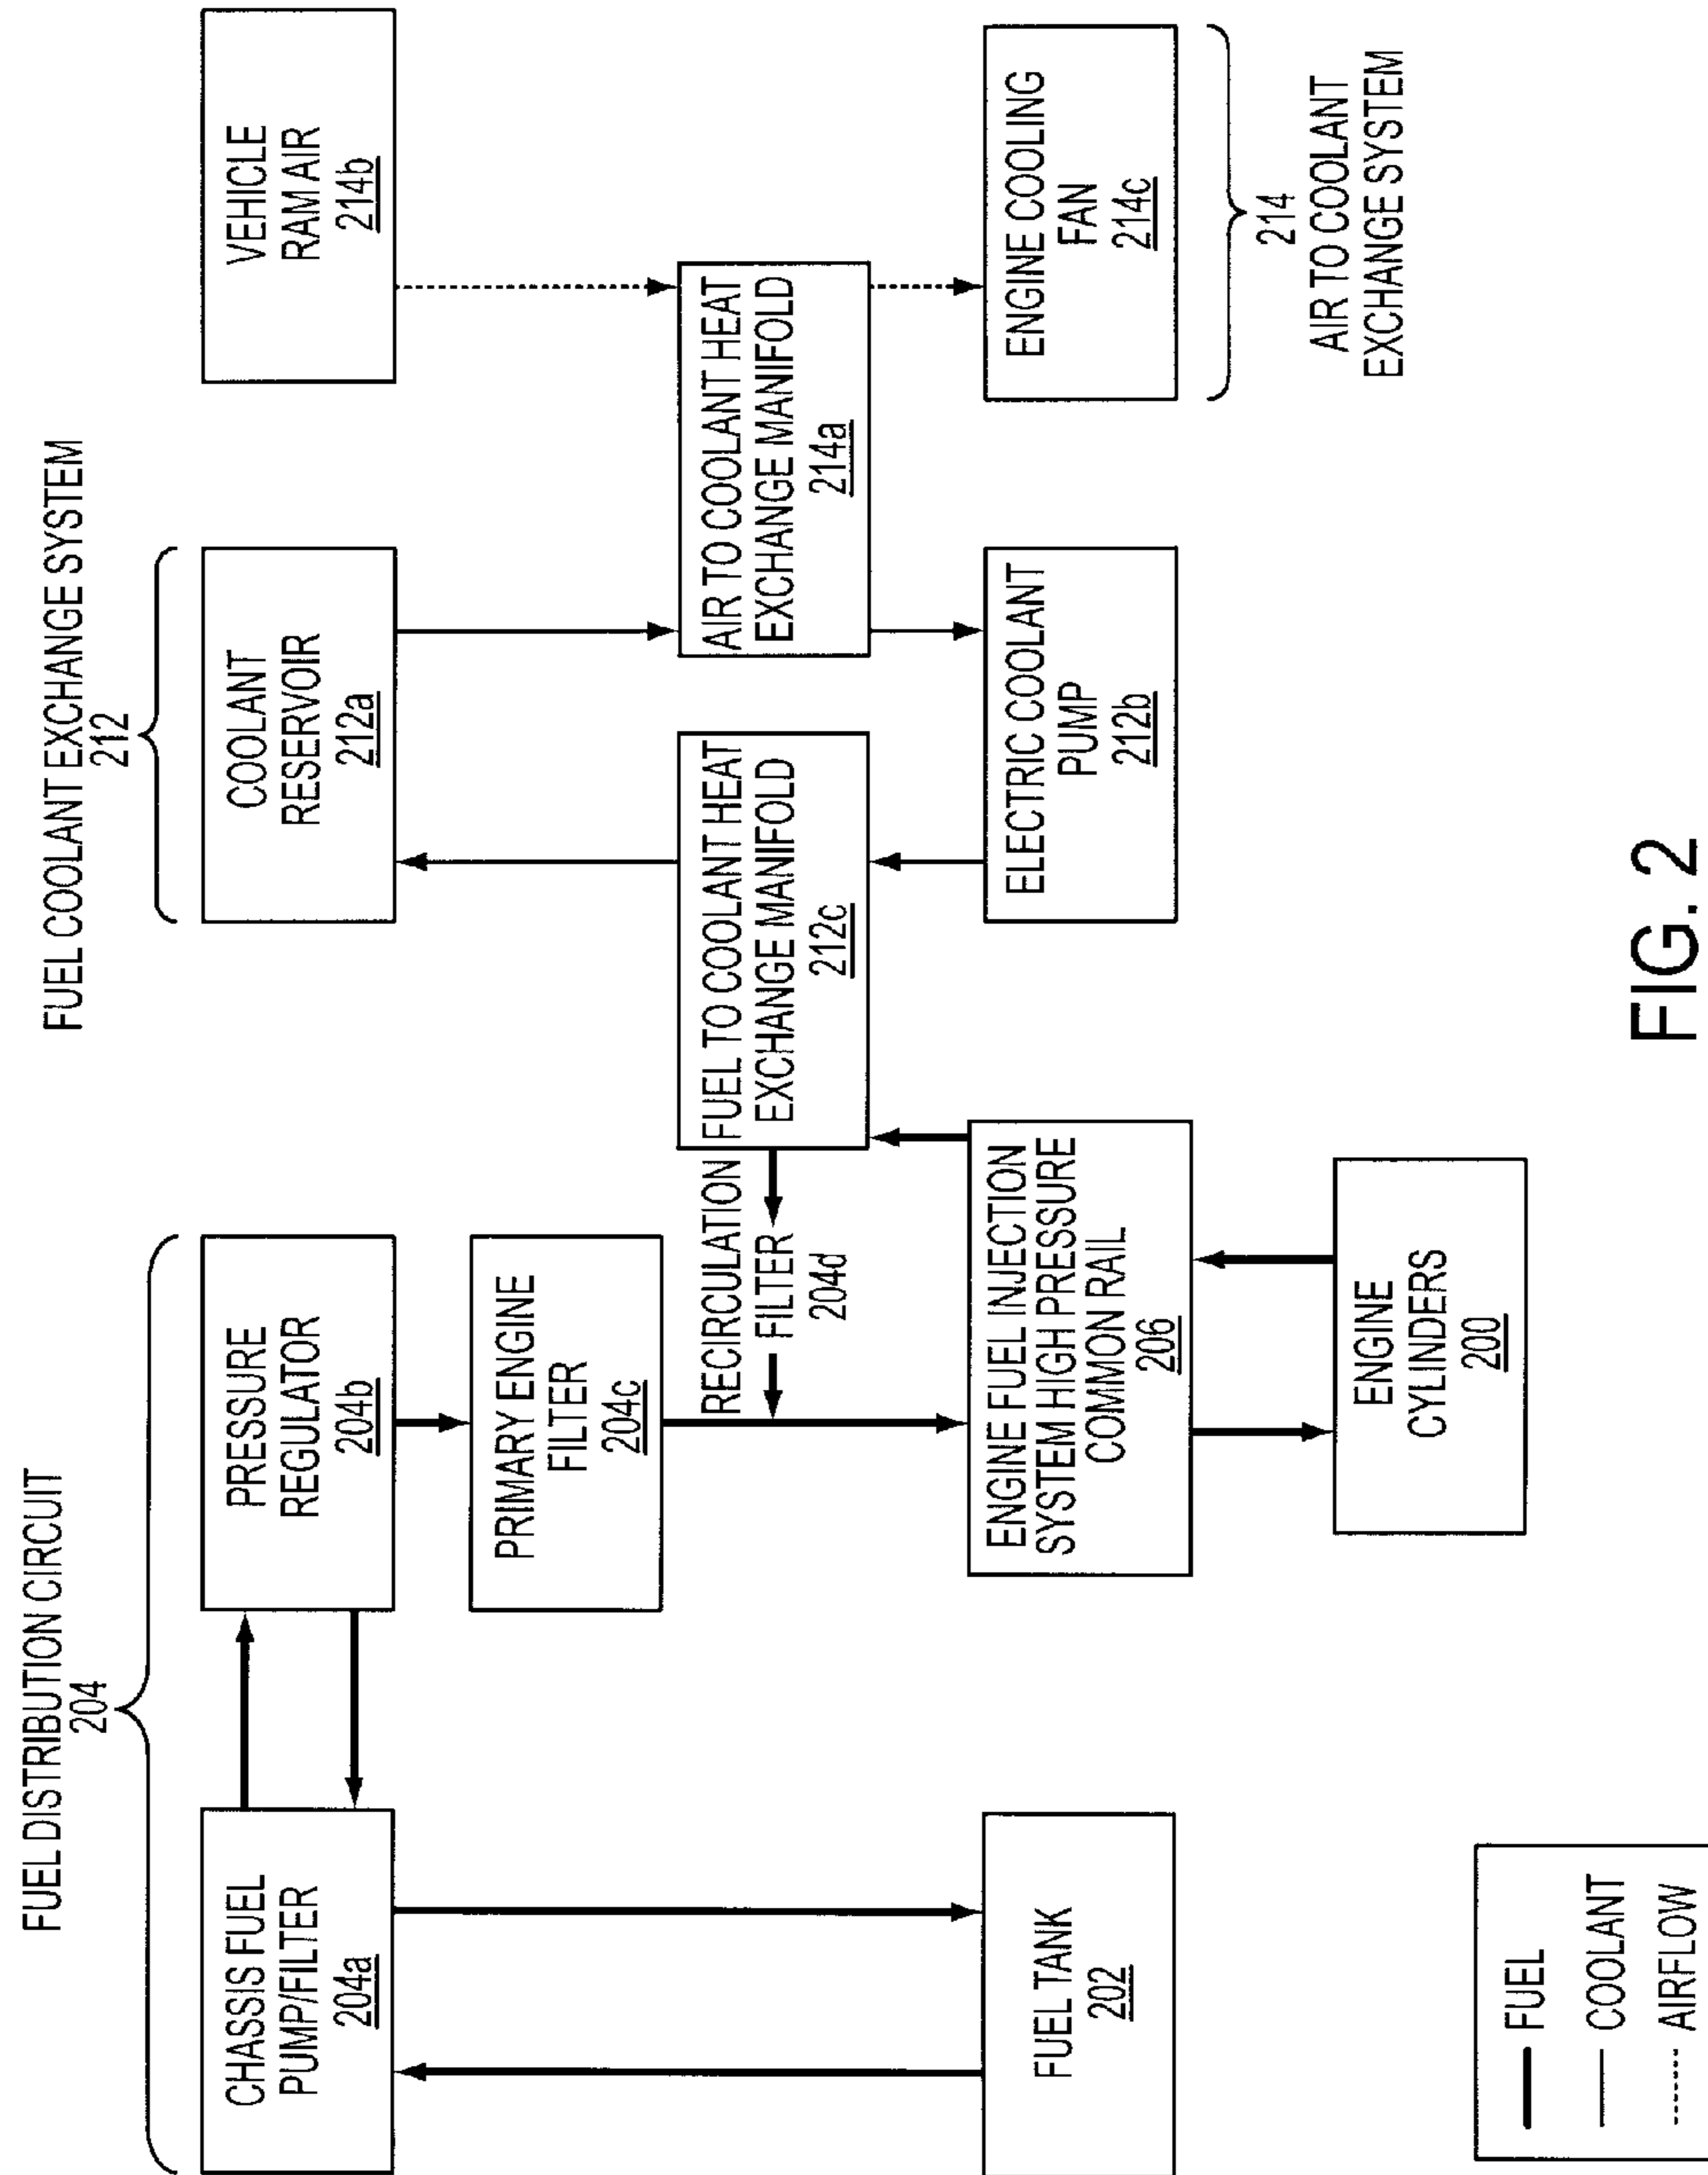 FUEL DISTRIBUTION CIRCUIT
204
FUEL COOLANT EXCHANGE SYSTEM
212
CHASSIS FUEL
PUMP/FILTER
204a
PRESSURE
REGULATOR
204b
COOLANT
RESERVOIR
212a
VEHICLE
RAM AIR
214b
PRIMARY ENGINE
FILTER
204c
RECIRCULATION
FILTER
204d
FUEL TO COOLANT HEAT
EXCHANGE MANIFOLD
212c
AIR TO COOLANT HEAT
EXCHANGE MANIFOLD
214a
FUEL TANK
202
ENGINE FUEL INJECTION
SYSTEM HIGH PRESSURE
COMMON RAIL
206
ELECTRIC COOLANT
PUMP
212b
ENGINE COOLING
FAN
214c
ENGINE
CYLINDERS
200
214
AIR TO COOLANT
EXCHANGE SYSTEM
FUEL
COOLANT
AIRFLOW
FIG. 2